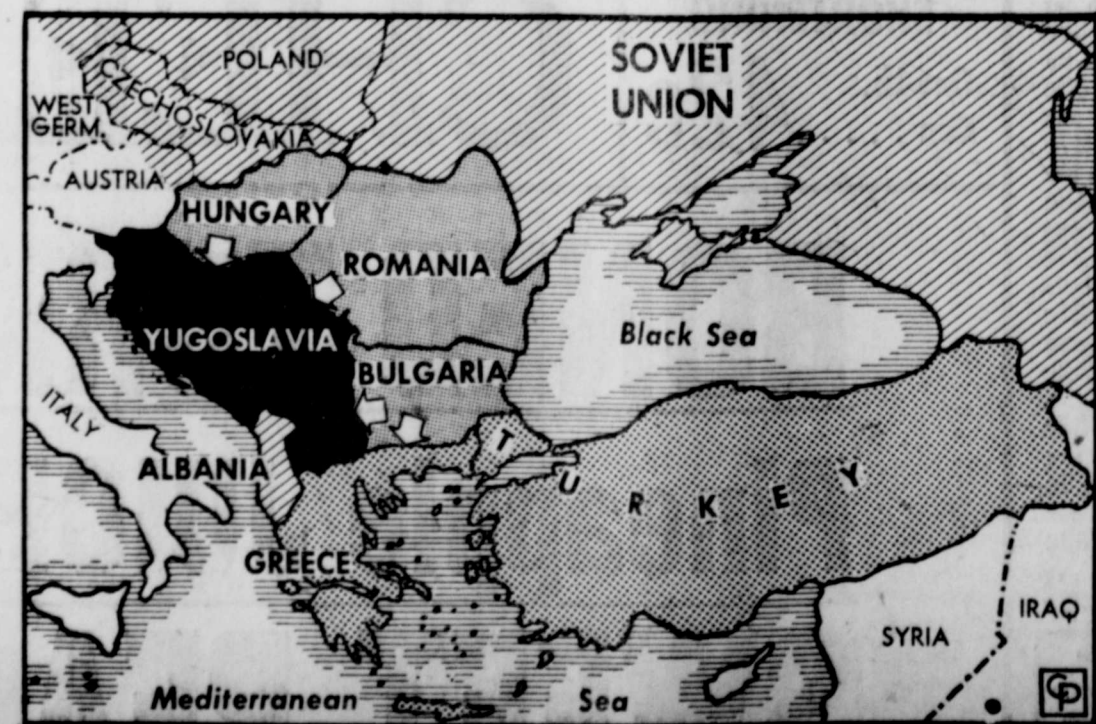 POLAND
SOVIET
UNION
CZECHOSLOVAKIA
WEST
GERM.
AUSTRIA
HUNGARY
ROMANIA
YUGOSLAVIA
Black Sea
BULGARIA
ITALY
ALBANIA
TURKEY
GREECE
SYRIA
IRAQ
Mediterranean Sea
CP